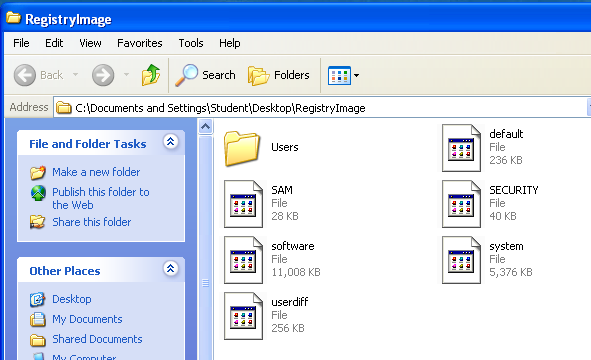 RegistryImage
File Edit View Favorites Tools Help
Back Search Folders
Address C:\Documents and Settings\Student\Desktop\RegistryImage
File and Folder Tasks
Make a new folder
Publish this folder to
the Web
Share this folder
Other Places
Desktop
My Documents
Shared Documents
My Computer
Users
default
File
236 KB
SAM
File
28 KB
SECURITY
File
40 KB
software
File
11,008 KB
system
File
5,376 KB
userdiff
File
256 KB